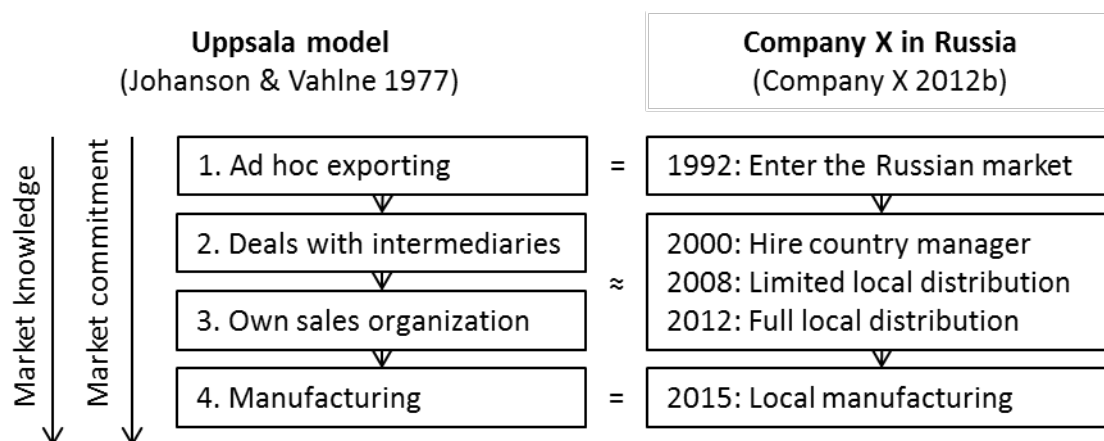 Uppsala model
(Johanson & Vahlne 1977)
Company X in Russia
(Company X 2012b)
Market knowledge
Market commitment
1. Ad hoc exporting
=
1992: Enter the Russian market
2. Deals with intermediaries
3. Own sales organization
≈
2000: Hire country manager
2008: Limited local distribution
2012: Full local distribution
4. Manufacturing
=
2015: Local manufacturing